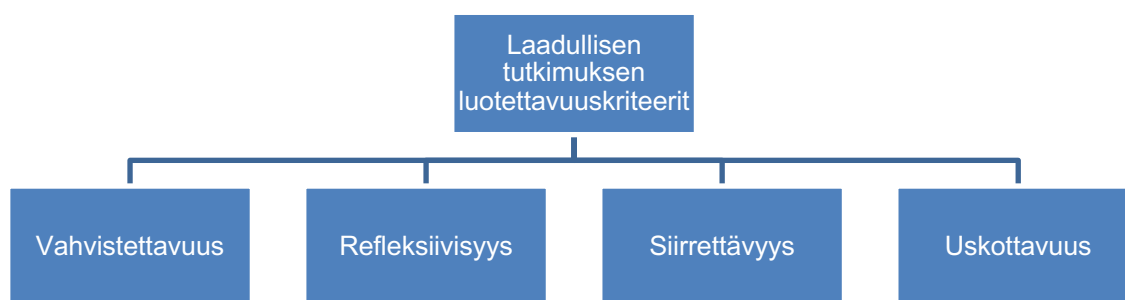 Laadullisen
tutkimuksen
luotettavuuskriteerit
Vahvistettavuus
Refleksiivisyys
Siirrettävyys
Uskottavuus